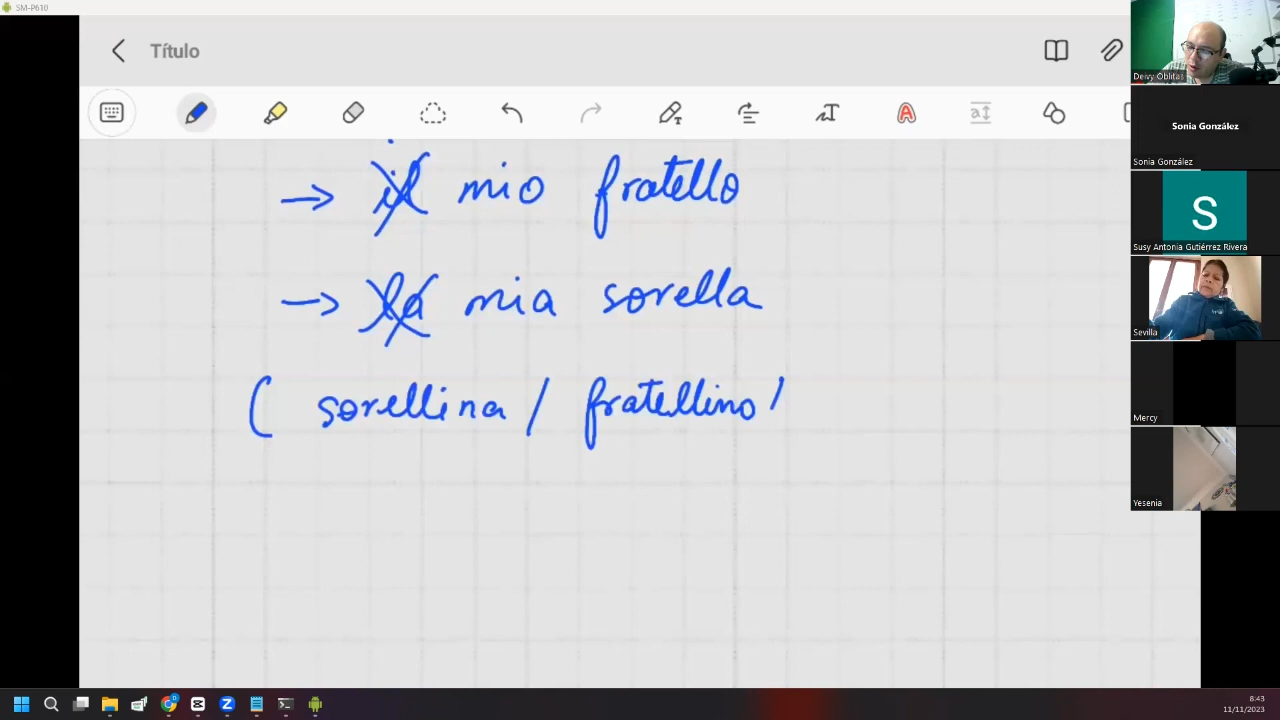 SM-P610
Título
→ il mio fratello
→ la mia sorella
( sorellina / fratellino /
Deivy Oblitas
Sonia González
Sonia González
S
Susy Antonia Gutiérrez Rivera
Sevilla
Mercy
Yesenia
8:43
11/11/2023